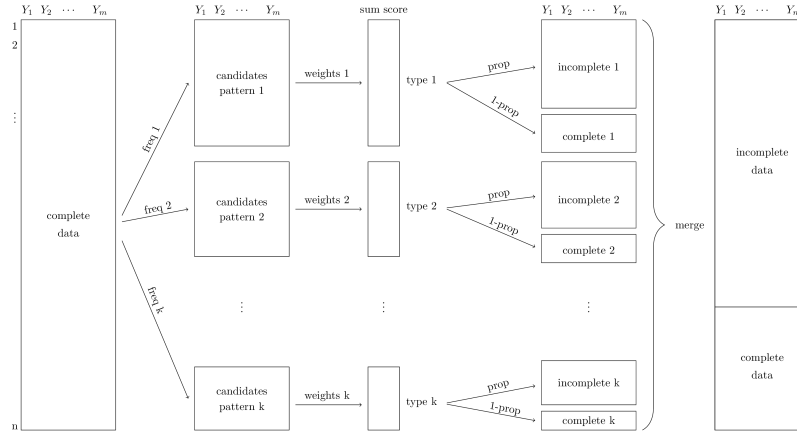 Y1 Y2 ⋯ Ym
sum score
Y1 Y2 ⋯ Ym
Y1 Y2 ⋯ Ym
1
2
⋮
n
complete
data
freq 1
freq 2
freq k
candidates
pattern 1
weights 1
type 1
prop
1-prop
incomplete 1
complete 1
candidates
pattern 2
weights 2
type 2
prop
1-prop
incomplete 2
complete 2
⋮
⋮
⋮
candidates
pattern k
weights k
type k
prop
1-prop
incomplete k
complete k
merge
Y1 Y2 ⋯ Ym
incomplete
data
complete
data